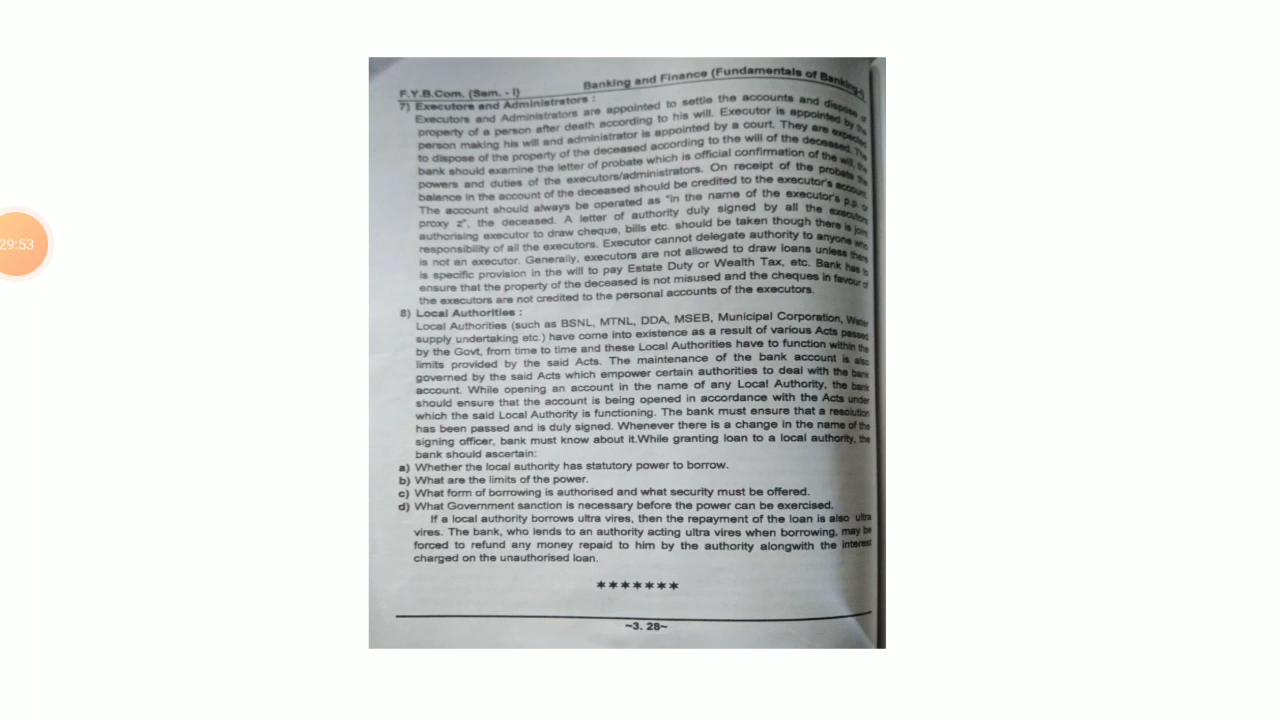 29:53
F.Y.B.Com. (Sem. - I) Banking and Finance (Fundamentals of Banking-I)
7) Executors and Administrators :
Executors and Administrators are appointed to settle the accounts and dispose of
property of a person after death according to his will. Executor is appointed by the
person making his will and administrator is appointed by a court. They are expected
to dispose of the property of the deceased according to the will of the deceased. The
bank should examine the letter of probate which is official confirmation of the will, the
powers and duties of the executors/administrators. On receipt of the probate the
balance in the account of the deceased should be credited to the executor's account.
The account should always be operated as "in the name of the executor's p.p. or
proxy z", the deceased. A letter of authority duly signed by all the executors
authorising executor to draw cheque, bills etc. should be taken though there is joint
responsibility of all the executors. Executor cannot delegate authority to anyone who
is not an executor. Generally, executors are not allowed to draw loans unless there
is specific provision in the will to pay Estate Duty or Wealth Tax, etc. Bank has to
ensure that the property of the deceased is not misused and the cheques in favour of
the executors are not credited to the personal accounts of the executors.
8) Local Authorities :
Local Authorities (such as BSNL, MTNL, DDA, MSEB, Municipal Corporation, Water
supply undertaking etc.) have come into existence as a result of various Acts passed
by the Govt, from time to time and these Local Authorities have to function within the
limits provided by the said Acts. The maintenance of the bank account is also
governed by the said Acts which empower certain authorities to deal with the bank
account. While opening an account in the name of any Local Authority, the bank
should ensure that the account is being opened in accordance with the Acts under
which the said Local Authority is functioning. The bank must ensure that a resolution
has been passed and is duly signed. Whenever there is a change in the name of the
signing officer, bank must know about it.While granting loan to a local authority, the
bank should ascertain:
a) Whether the local authority has statutory power to borrow.
b) What are the limits of the power.
c) What form of borrowing is authorised and what security must be offered.
d) What Government sanction is necessary before the power can be exercised.
If a local authority borrows ultra vires, then the repayment of the loan is also ultra
vires. The bank, who lends to an authority acting ultra vires when borrowing, may be
forced to refund any money repaid to him by the authority alongwith the interest
charged on the unauthorised loan.
*******
~3. 28~